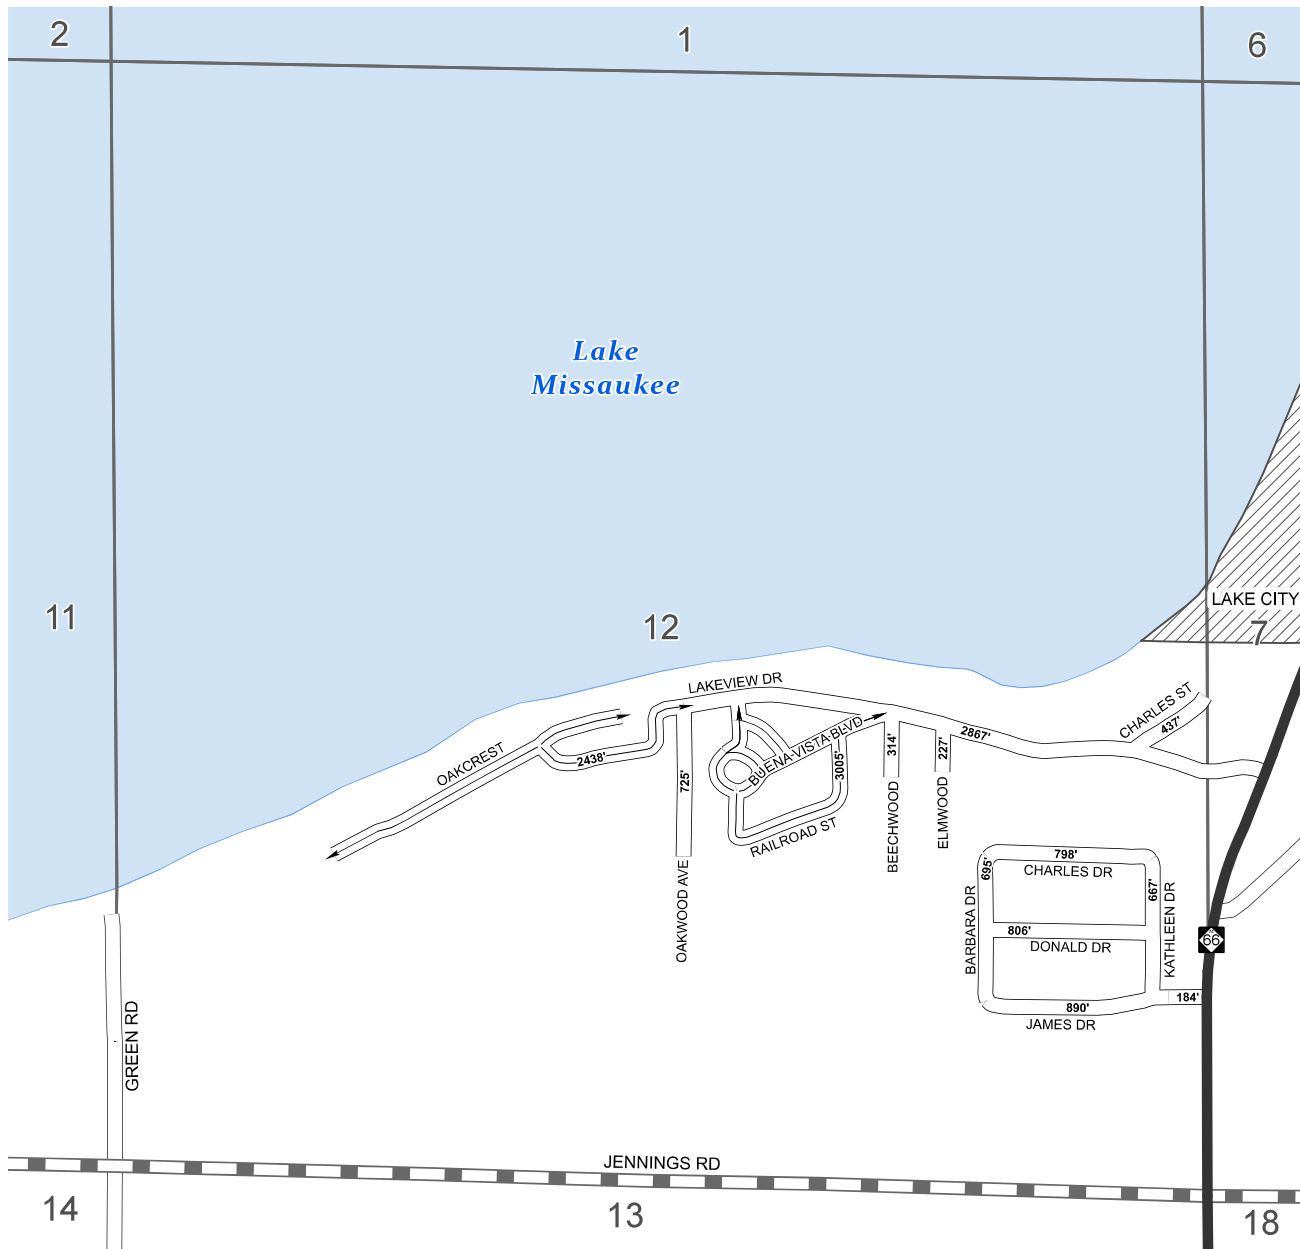 2
1
6
Lake
Missaukee
11
12
LAKE CITY
7
LAKEVIEW DR
CHARLES ST
437'
OAKCREST
2438'
725'
BUENA VISTA BLVD
3005'
314'
227'
2867'
RAILROAD ST
BEECHWOOD
ELMWOOD
OAKWOOD AVE
695'
798'
CHARLES DR
667'
BARBARA DR
806'
DONALD DR
KATHLEEN DR
66
184'
890'
JAMES DR
GREEN RD
JENNINGS RD
14
13
18